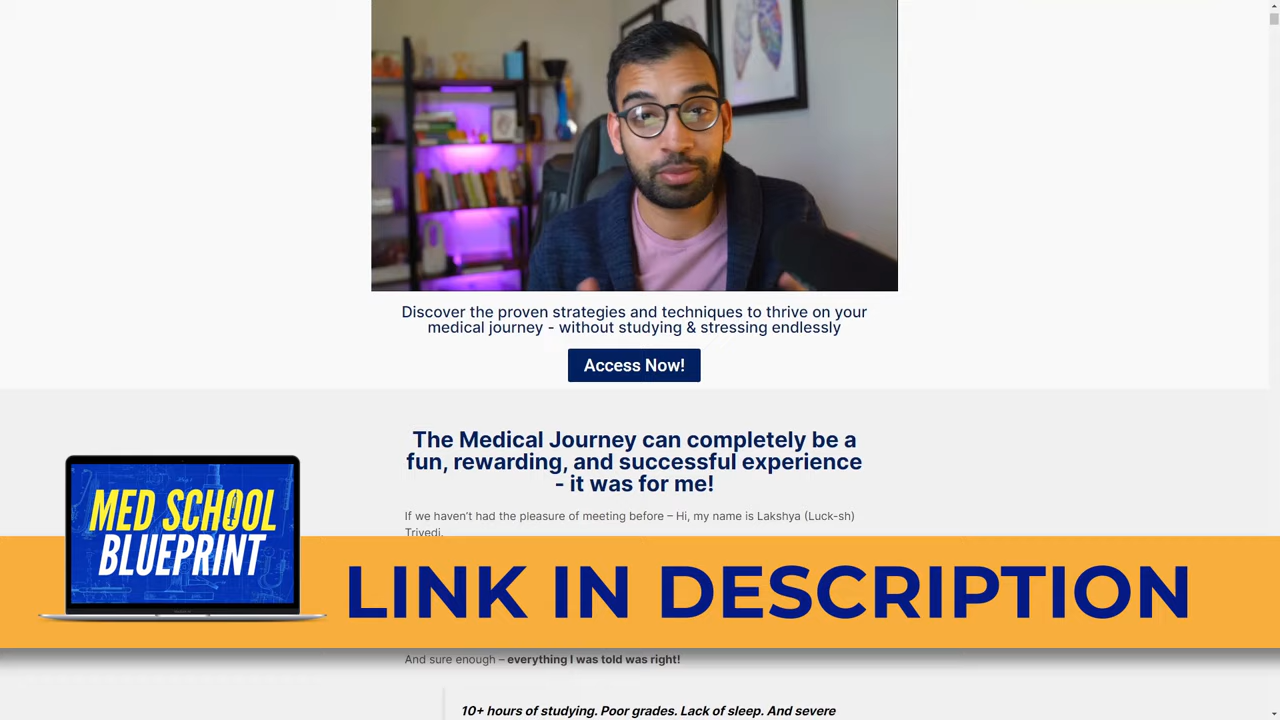 Discover the proven strategies and techniques to thrive on your
medical journey - without studying & stressing endlessly
Access Now!
The Medical Journey can completely be a
fun, rewarding, and successful experience
- it was for me!
If we haven't had the pleasure of meeting before – Hi, my name is Lakshya (Luck-sh)
Trivedi.
MED SCHOOL
BLUEPRINT
LINK IN DESCRIPTION
And sure enough – everything I was told was right!
10+ hours of studying. Poor grades. Lack of sleep. And severe